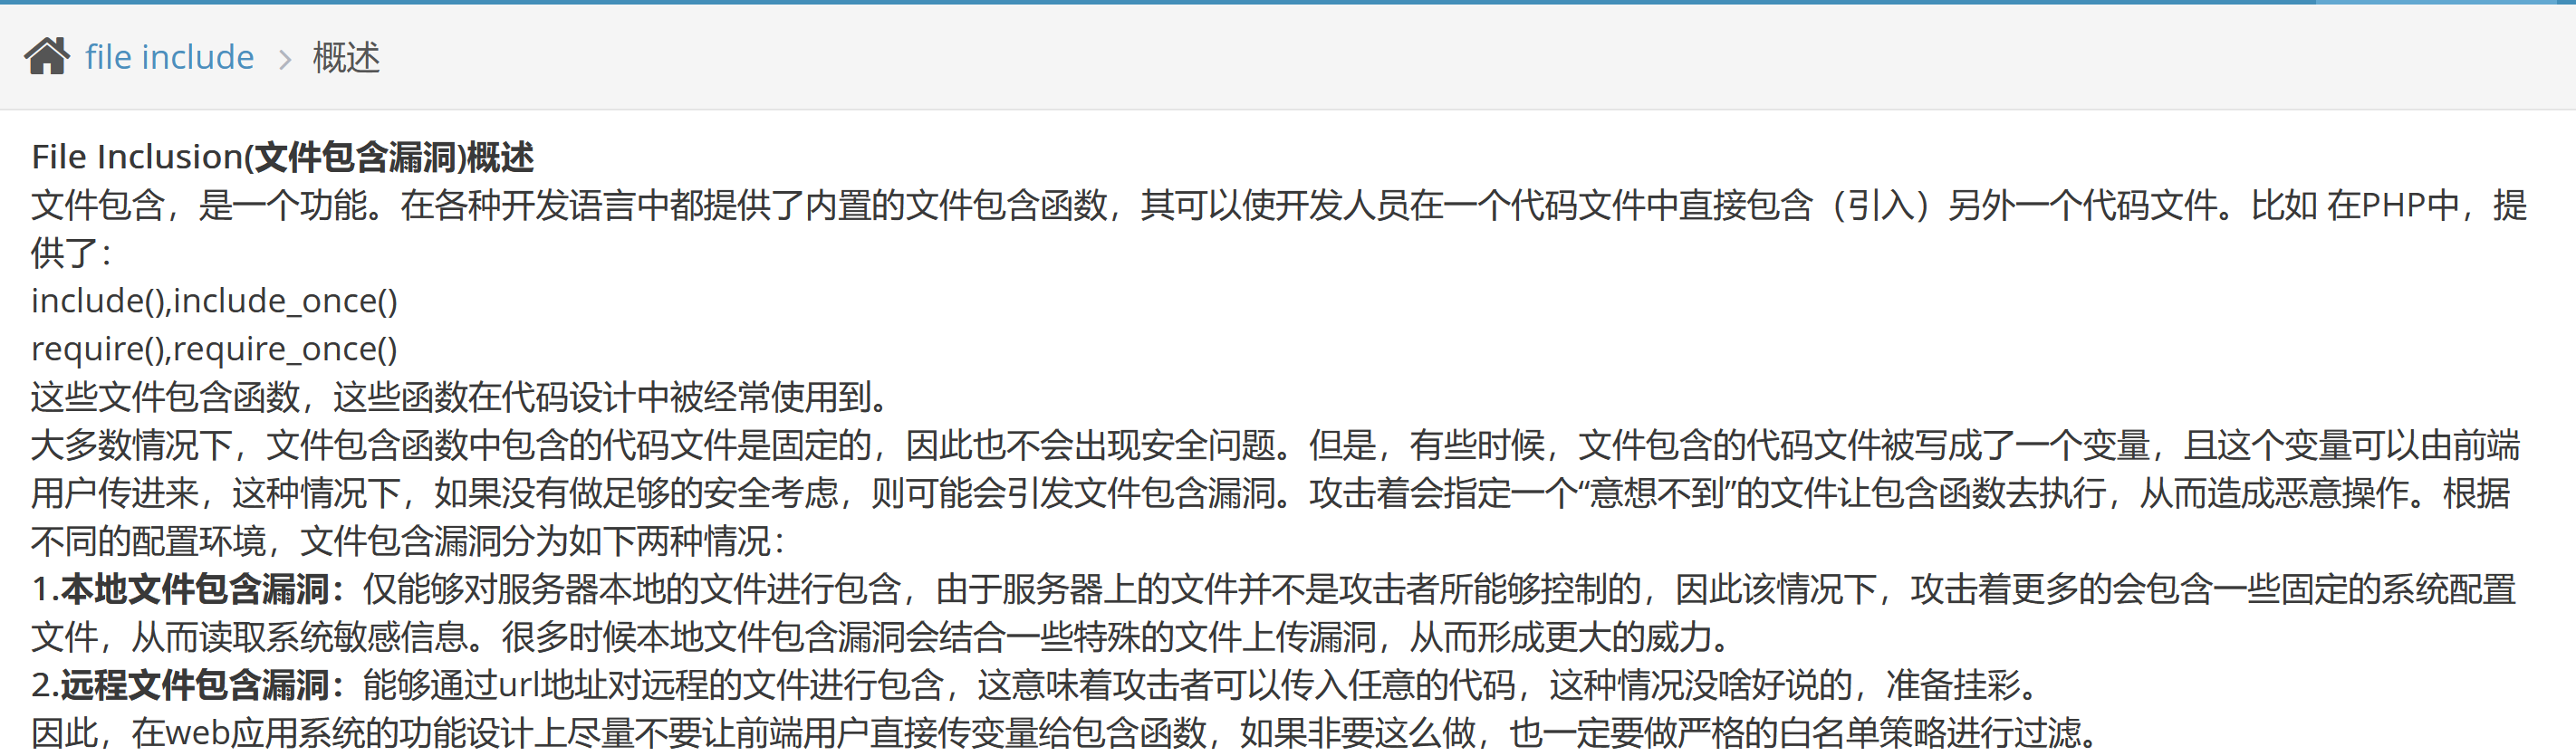 file include > 概述
File Inclusion(文件包含漏洞)概述
文件包含，是一个功能。在各种开发语言中都提供了内置的文件包含函数，其可以使开发人员在一个代码文件中直接包含（引入）另外一个代码文件。比如 在PHP中，提
供了：
include(),include_once()
require(),require_once()
这些文件包含函数，这些函数在代码设计中被经常使用到。
大多数情况下，文件包含函数中包含的代码文件是固定的，因此也不会出现安全问题。但是，有些时候，文件包含的代码文件被写成了一个变量，且这个变量可以由前端
用户传进来，这种情况下，如果没有做足够的安全考虑，则可能会引发文件包含漏洞。攻击着会指定一个“意想不到”的文件让包含函数去执行，从而造成恶意操作。根据
不同的配置环境，文件包含漏洞分为如下两种情况：
1.本地文件包含漏洞：仅能够对服务器本地的文件进行包含，由于服务器上的文件并不是攻击者所能够控制的，因此该情况下，攻击着更多的会包含一些固定的系统配置
文件，从而读取系统敏感信息。很多时候本地文件包含漏洞会结合一些特殊的文件上传漏洞，从而形成更大的威力。
2.远程文件包含漏洞：能够通过url地址对远程的文件进行包含，这意味着攻击者可以传入任意的代码，这种情况没啥好说的，准备挂彩。
因此，在web应用系统的功能设计上尽量不要让前端用户直接传变量给包含函数，如果非要这么做，也一定要做严格的白名单策略进行过滤。